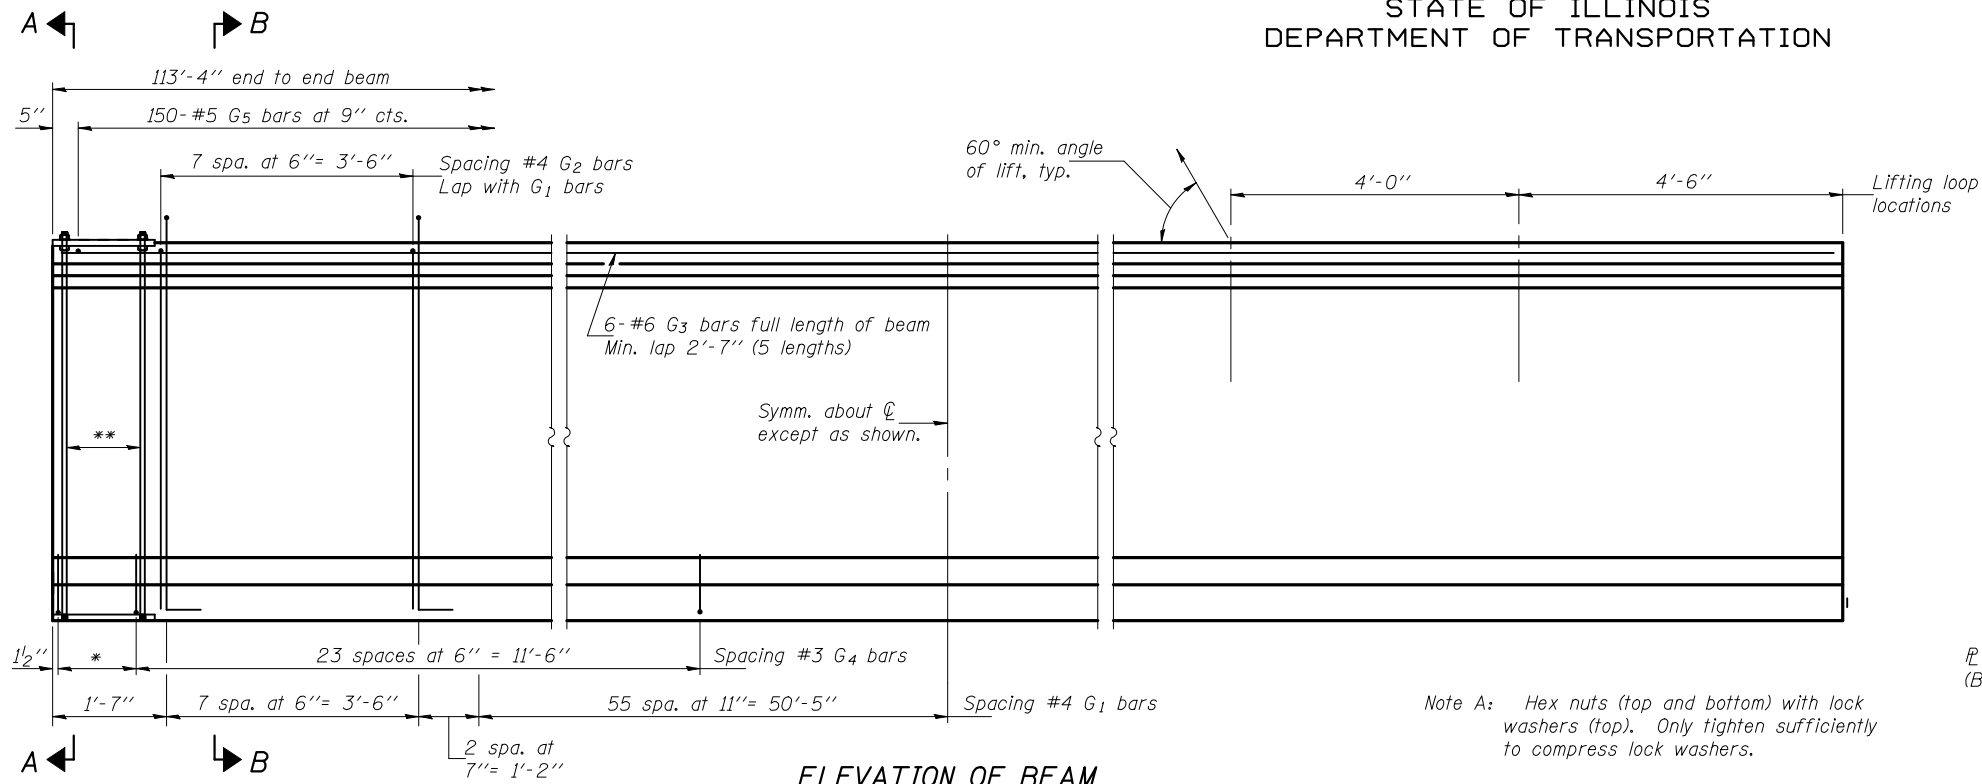 STATE OF ILLINOIS
DEPARTMENT OF TRANSPORTATION
A
B
113'-4" end to end beam
5"
150-#5 G5 bars at 9" cts.
7 spa. at 6"= 3'-6"
Spacing #4 G2 bars
Lap with G1 bars
60° min. angle
of lift, typ.
4'-0"
4'-6"
Lifting loop
locations
6-#6 G3 bars full length of beam
Min. lap 2'-7" (5 lengths)
Symm. about ℄
except as shown.
**
1½"
*
23 spaces at 6" = 11'-6"
Spacing #3 G4 bars
1'-7"
7 spa. at 6"= 3'-6"
55 spa. at 11"= 50'-5"
Spacing #4 G1 bars
2 spa. at
7"= 1'-2"
A
B
ELEVATION OF BEAM
Note A: Hex nuts (top and bottom) with lock
washers (top). Only tighten sufficiently
to compress lock washers.
℄
(B